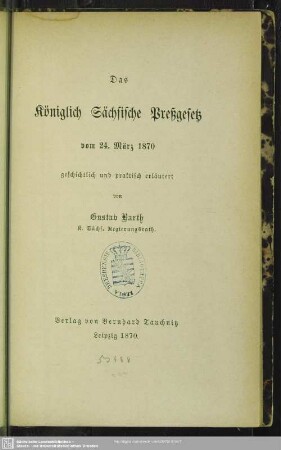 Das
Königlich Sächsische Preßgesetz
vom 24. März 1870
geschichtlich und praktisch erläutert
von
Gustav Barth
K. Sächs. Regierungsrath.
Verlag von Bernhard Tauchnitz
Leipzig 1870.